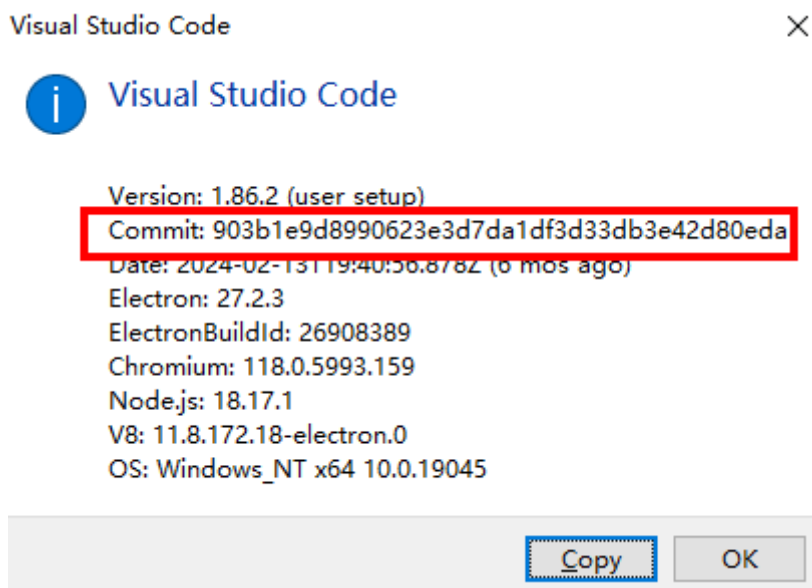 Visual Studio Code
Visual Studio Code
Version: 1.86.2 (user setup)
Commit: 903b1e9d8990623e3d7da1df3d33db3e42d80eda
Date: 2024-02-13T19:40:56.878Z (6 mos ago)
Electron: 27.2.3
ElectronBuildId: 26908389
Chromium: 118.0.5993.159
Node.js: 18.17.1
V8: 11.8.172.18-electron.0
OS: Windows_NT x64 10.0.19045
Copy
OK